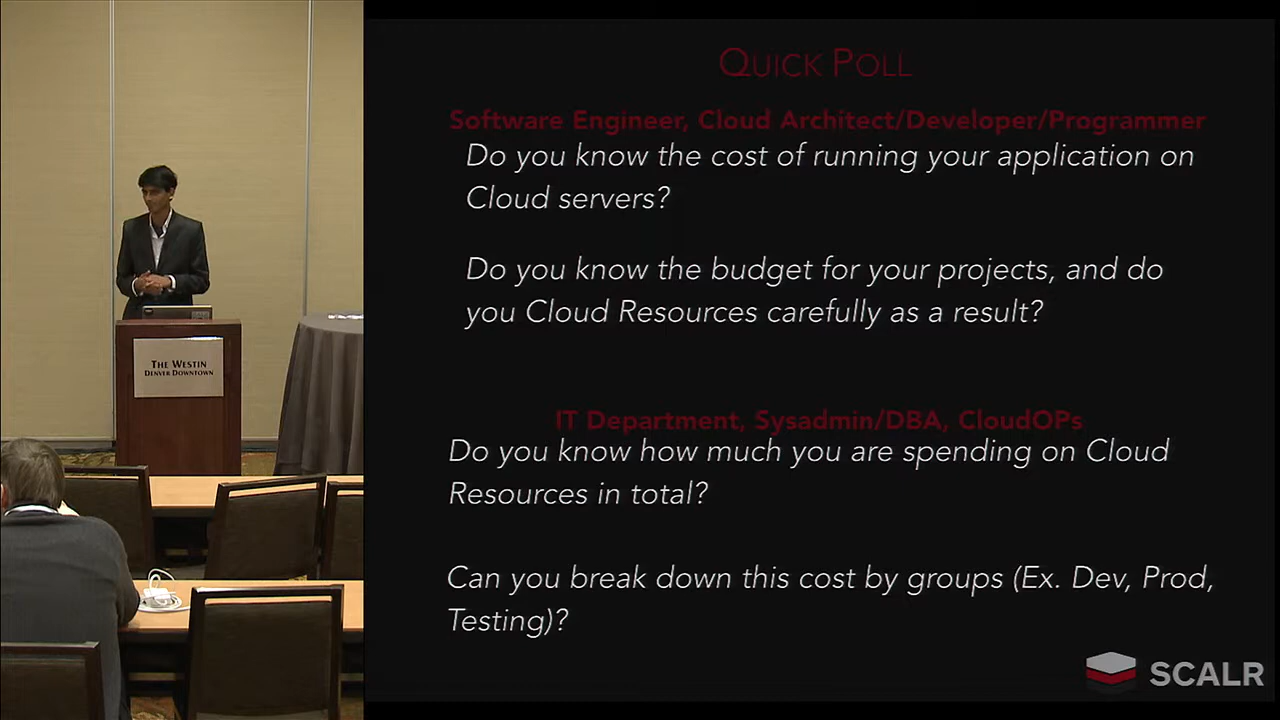 THE WESTIN
DENVER DOWNTOWN
QUICK POLL
Software Engineer, Cloud Architect/Developer/Programmer
Do you know the cost of running your application on
Cloud servers?
Do you know the budget for your projects, and do
you Cloud Resources carefully as a result?
IT Department, Sysadmin/DBA, CloudOPs
Do you know how much you are spending on Cloud
Resources in total?
Can you break down this cost by groups (Ex. Dev, Prod,
Testing)?
SCALR